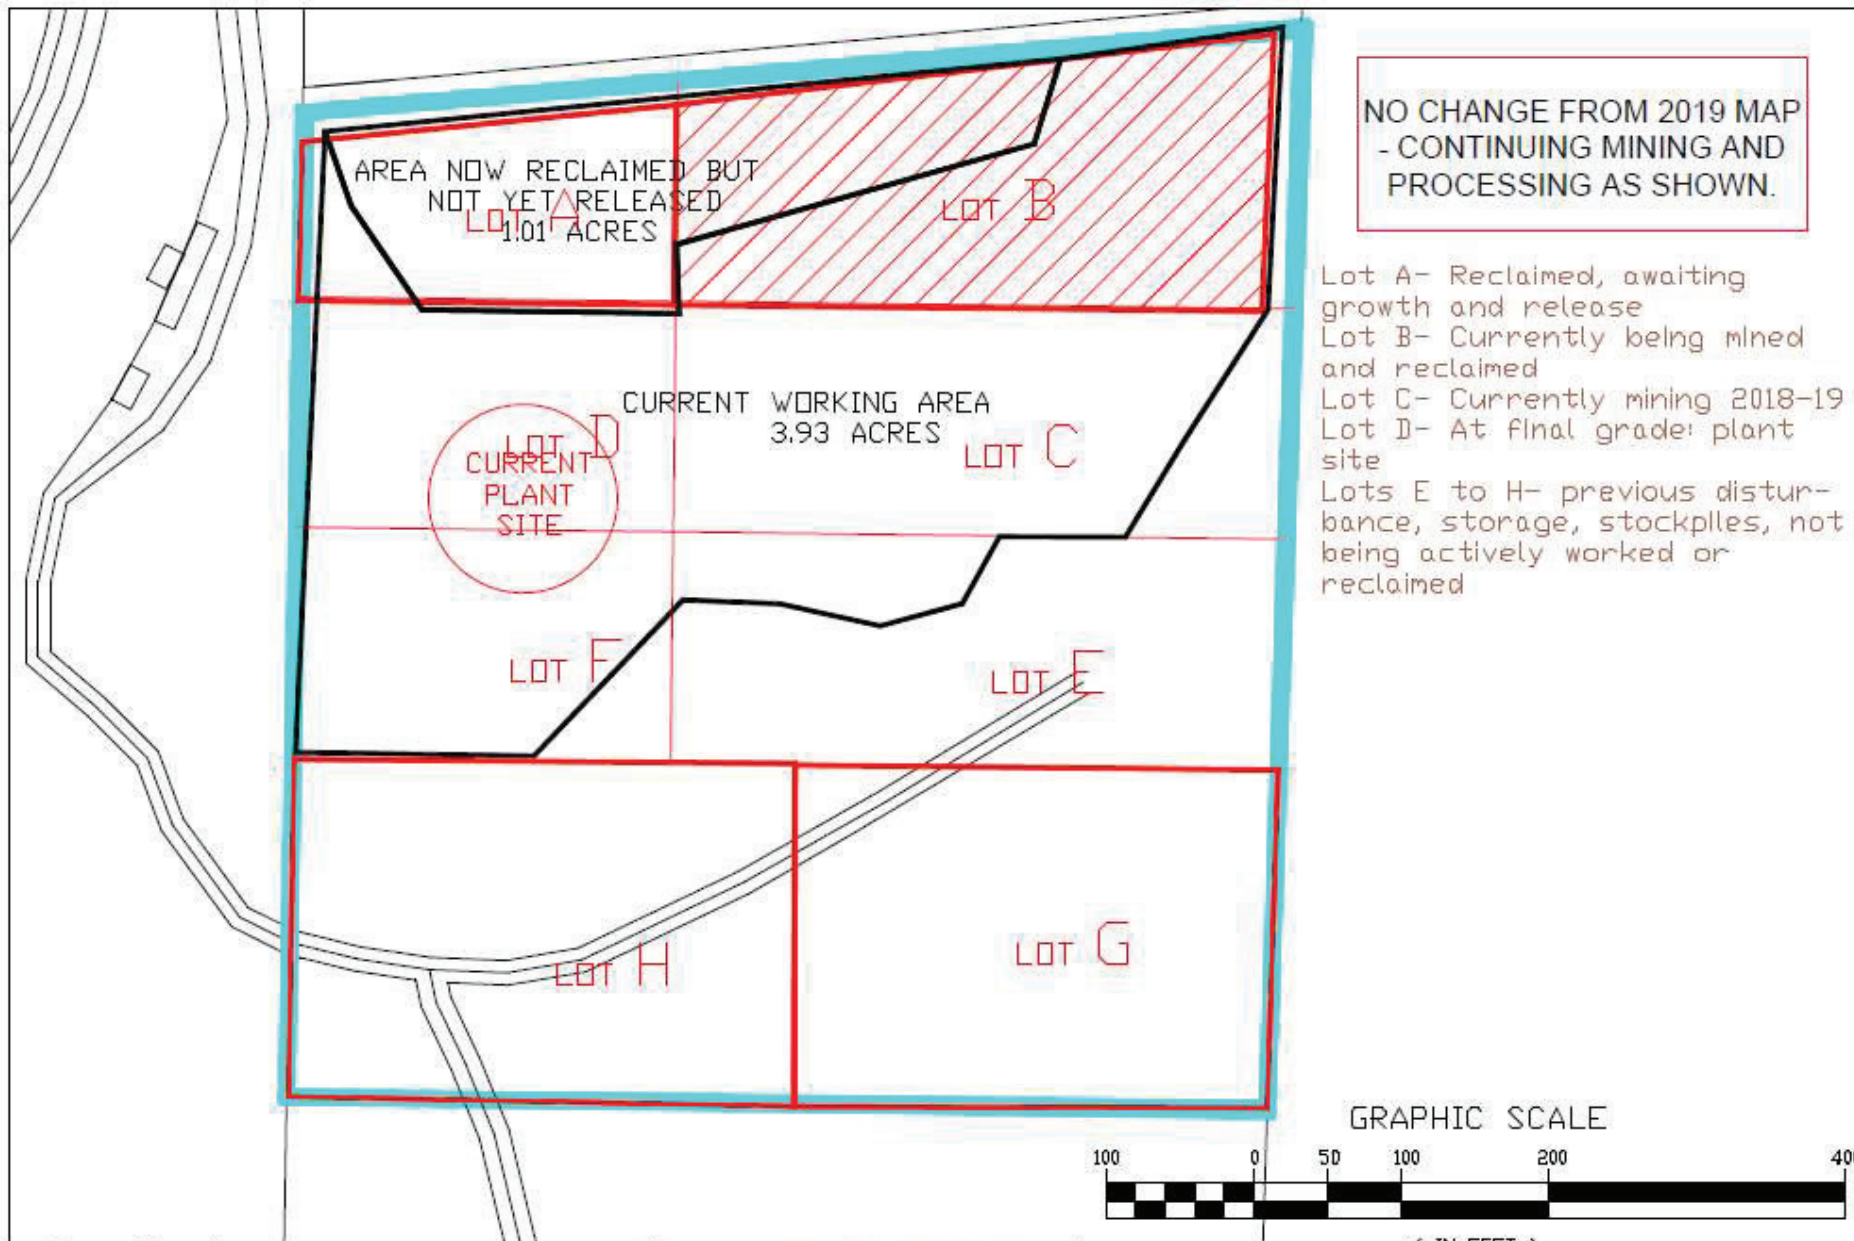 NO CHANGE FROM 2019 MAP
- CONTINUING MINING AND
PROCESSING AS SHOWN.
AREA NOW RECLAIMED BUT
NOT YET RELEASED
1.01 ACRES
LOT A
LOT B
Lot A- Reclaimed, awaiting
growth and release
Lot B- Currently being mined
and reclaimed
Lot C- Currently mining 2018-19
Lot D- At final grade: plant
site
Lots E to H- previous distur-
bance, storage, stockpiles, not
being actively worked or
reclaimed
CURRENT WORKING AREA
3.93 ACRES
LOT D
CURRENT
PLANT
SITE
LOT C
LOT F
LOT E
LOT H
LOT G
GRAPHIC SCALE
100 0 50 100 200